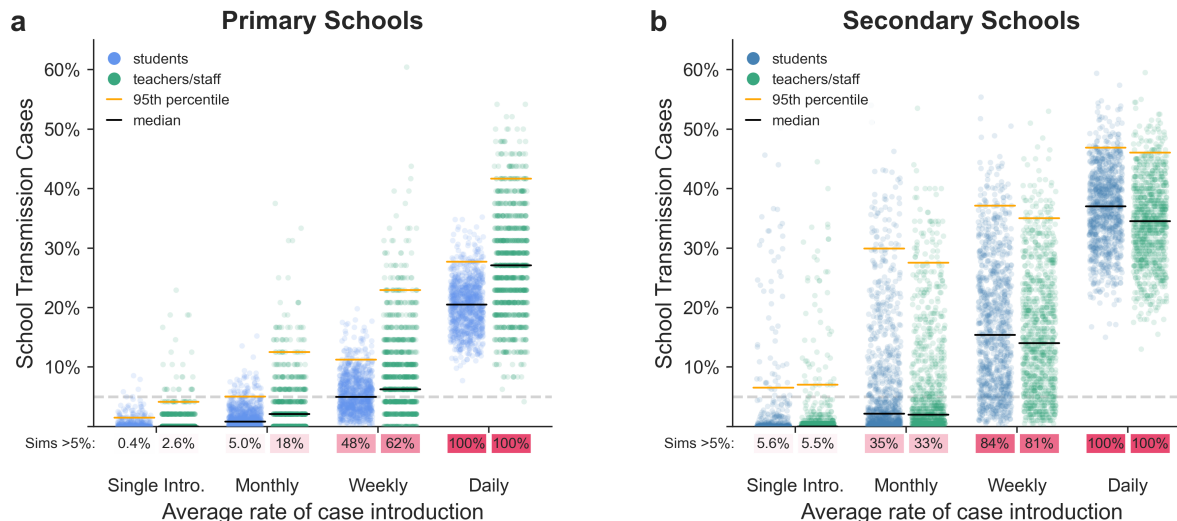 a
Primary Schools
students
teachers/staff
95th percentile
median
School Transmission Cases
60%
50%
40%
30%
20%
10%
Sims >5%: 0.4% 2.6% 5.0% 18% 48% 62% 100% 100%
Single Intro. Monthly Weekly Daily
Average rate of case introduction
b
Secondary Schools
students
teachers/staff
95th percentile
median
School Transmission Cases
60%
50%
40%
30%
20%
10%
Sims >5%: 5.6% 5.5% 35% 33% 84% 81% 100% 100%
Single Intro. Monthly Weekly Daily
Average rate of case introduction